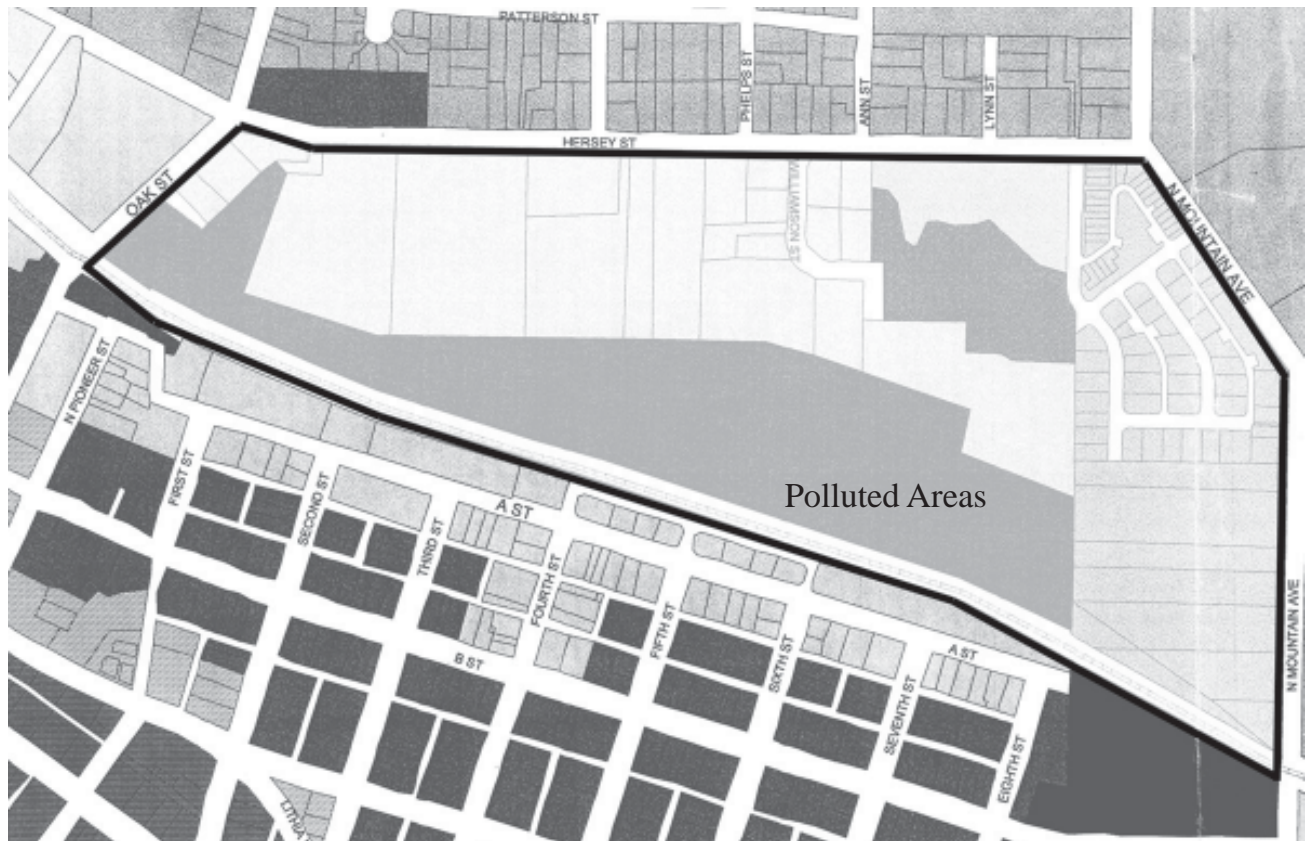 PATTERSON ST
PHELPS ST
ANN ST
LYNN ST
HERSEY ST
OAK ST
WILLIAMSON ST
N MOUNTAIN AVE
N PIONEER ST
FIRST ST
SECOND ST
THIRD ST
A ST
FOURTH ST
Polluted Areas
B ST
FIFTH ST
SIXTH ST
SEVENTH ST
A ST
EIGHTH ST
N MOUNTAIN AVE
LITHIA